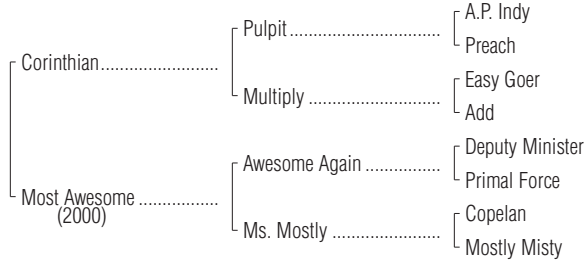 A.P. Indy
Pulpit
Preach
Corinthian
Easy Goer
Multiply
Add
Deputy Minister
Awesome Again
Primal Force
Most Awesome
(2000)
Copelan
Ms. Mostly
Mostly Misty